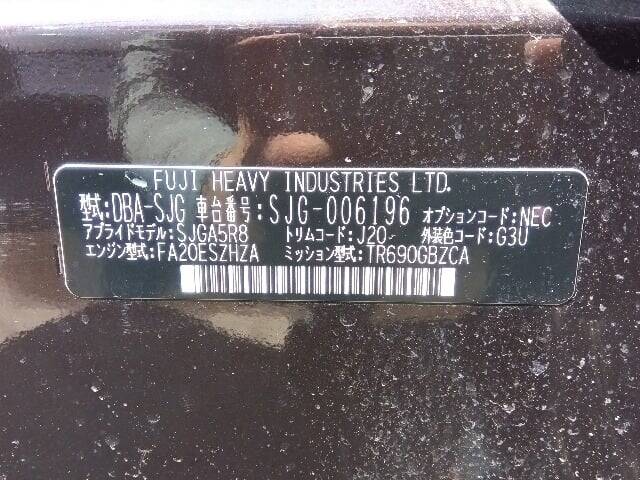 FUJI HEAVY INDUSTRIES LTD.
型式:DBA-SJG 車台番号:SJG-006196 オプションコード:NEC
アプライドモデル:SJGA5R8 トリムコード:J20 外装色コード:G3U
エンジン型式:FA20ESZHZA ミッション型式:TR690GBZCA